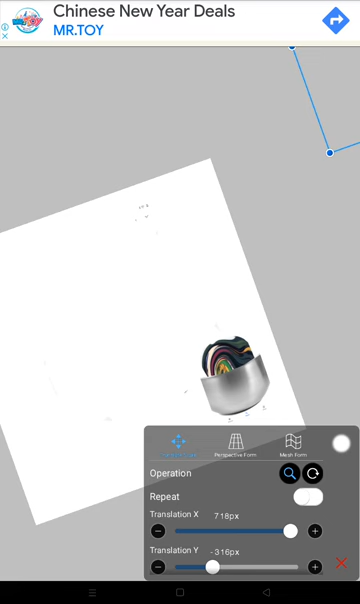 Chinese New Year Deals
MR.TOY
Perspective Form
Mesh Form
Operation
Repeat
Translation X
718px
Translation Y
-316px